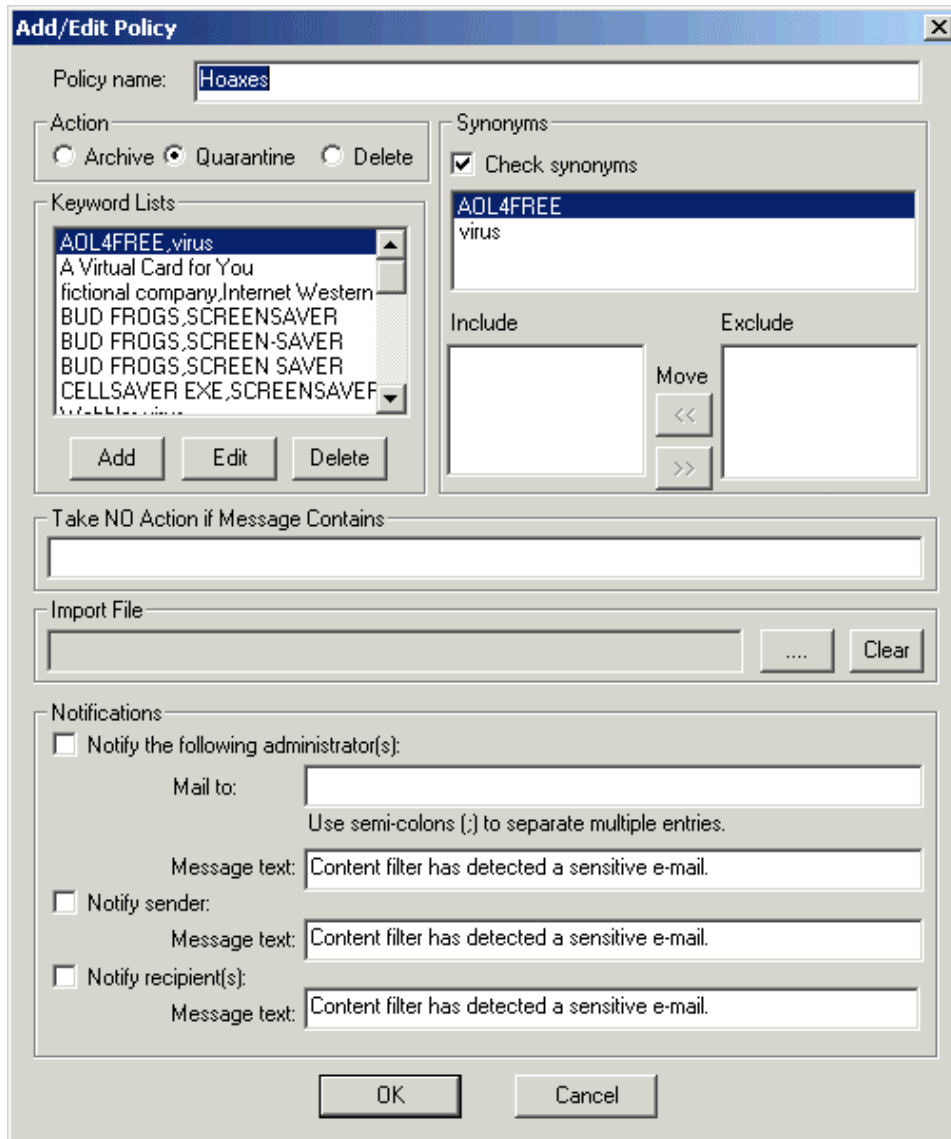 Add/Edit Policy
Policy name: Hoaxes
Action
Archive Quarantine Delete
Synonyms
Check synonyms
AOL4FREE
virus
Keyword Lists
AOL4FREE,virus
A Virtual Card for You
fictional company,Internet Western
BUD FROGS,SCREENSAVER
BUD FROGS,SCREEN-SAVER
BUD FROGS,SCREEN SAVER
CELLSAVER EXE,SCREENSAVER
Add Edit Delete
Include Exclude
Move
<<
>>
Take NO Action if Message Contains
Import File
.... Clear
Notifications
Notify the following administrator(s):
Mail to:
Use semi-colons (;) to separate multiple entries.
Message text: Content filter has detected a sensitive e-mail.
Notify sender:
Message text: Content filter has detected a sensitive e-mail.
Notify recipient(s):
Message text: Content filter has detected a sensitive e-mail.
OK Cancel